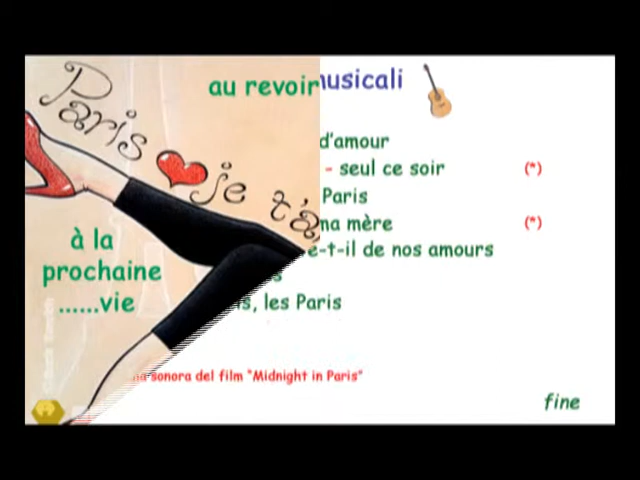 Paris je t'a
au revoir
à la
prochaine
......vie
usicali
d'amour
- seul ce soir (*)
Paris
ma mère (*)
e-t-il de nos amours
s, les Paris
sonora del film "Midnight in Paris"
fine